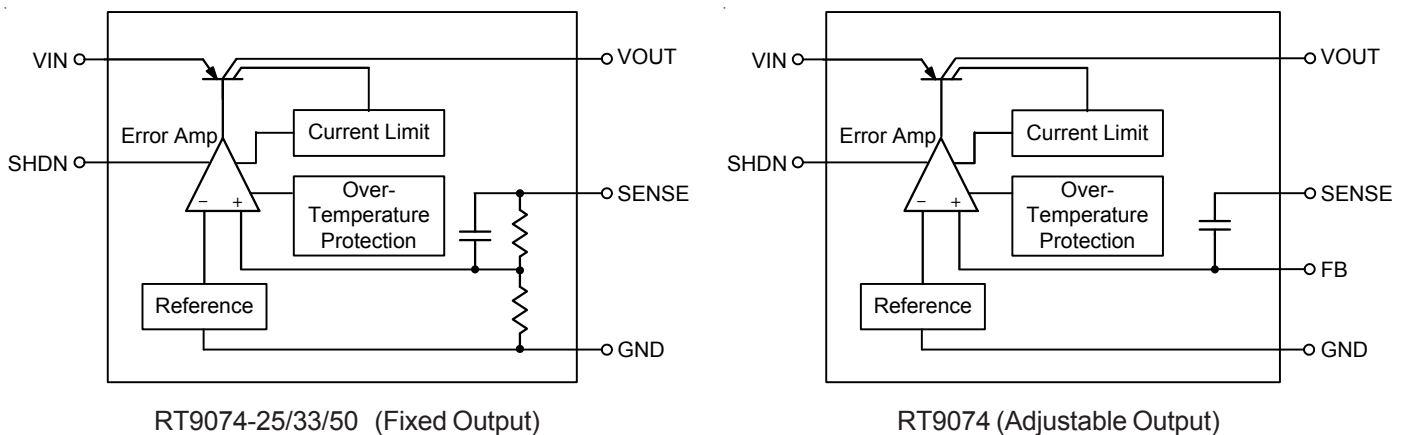 VIN
VOUT
Error Amp
Current Limit
SHDN
Over-
Temperature
Protection
SENSE
− +
Reference
GND
RT9074-25/33/50 (Fixed Output)
VIN
VOUT
Error Amp
Current Limit
SHDN
Over-
Temperature
Protection
SENSE
− +
FB
Reference
GND
RT9074 (Adjustable Output)